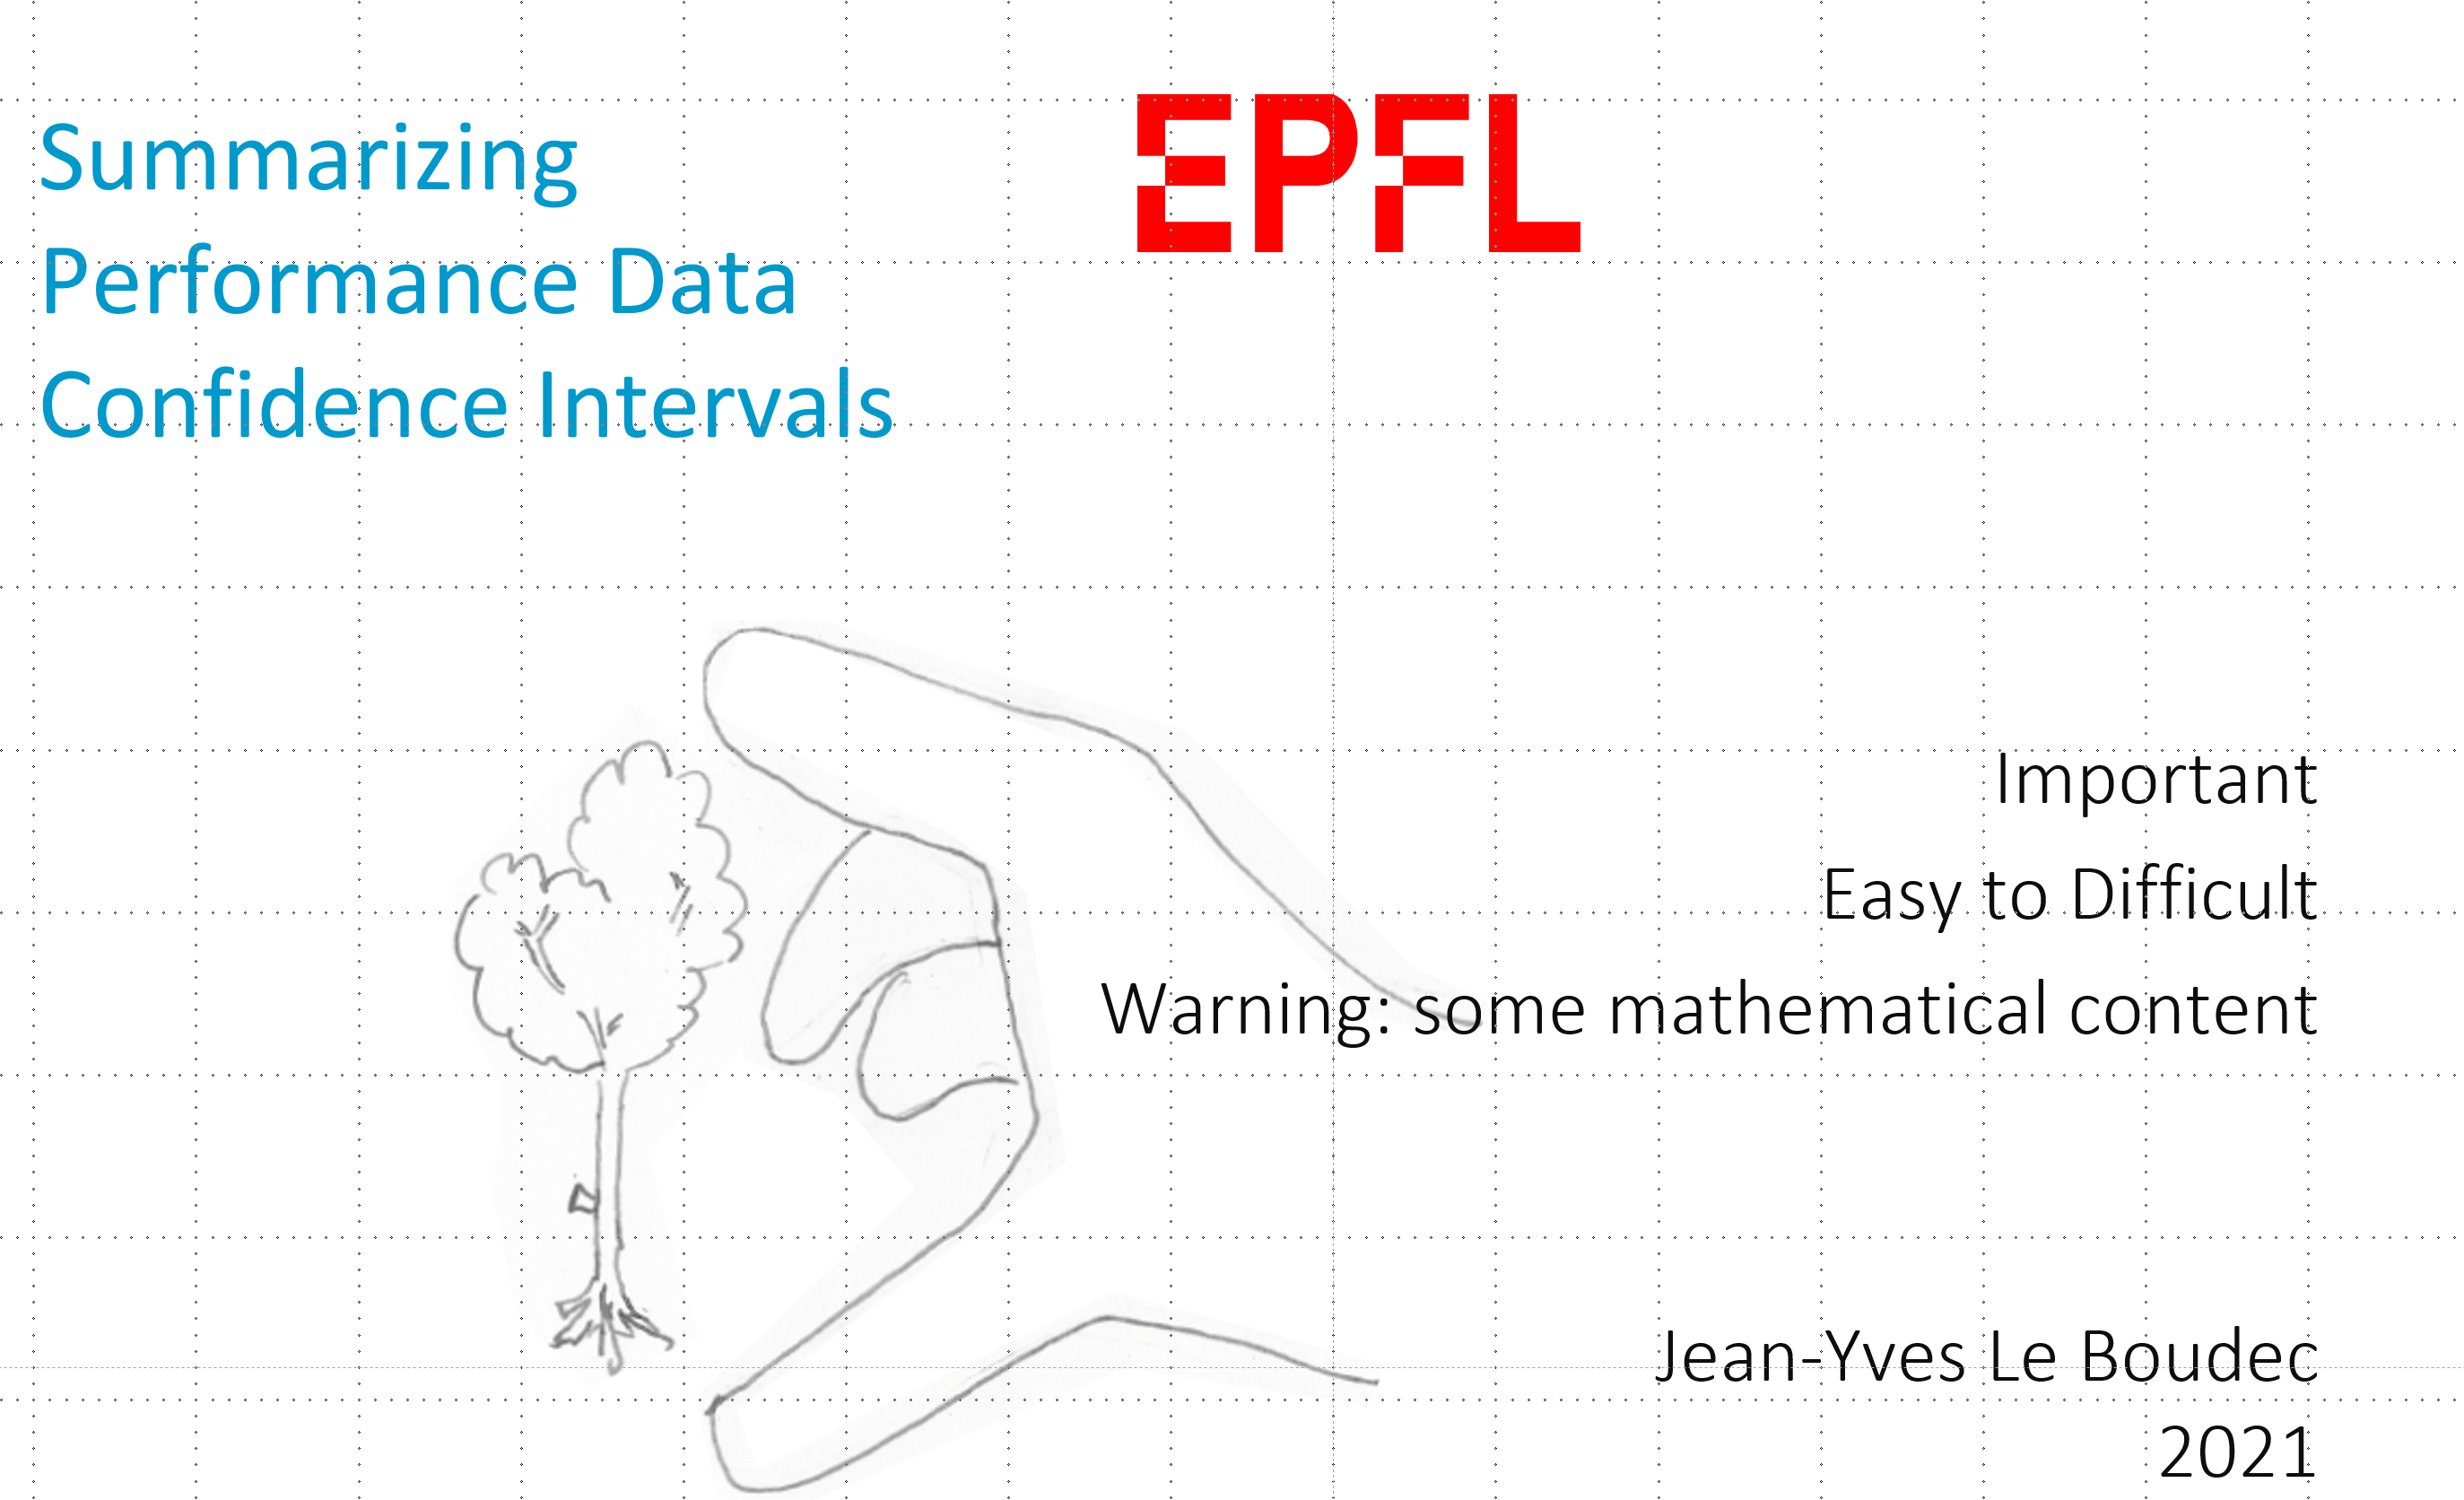 Summarizing
Performance Data
Confidence Intervals
EPFL
Important
Easy to Difficult
Warning: some mathematical content
Jean-Yves Le Boudec
2021